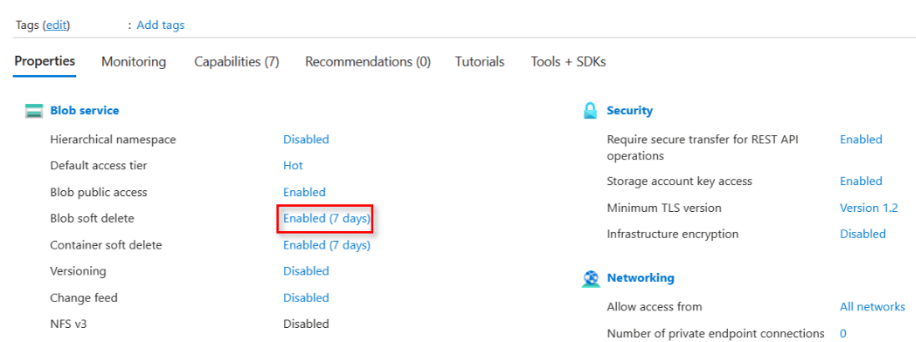 Tags (edit) : Add tags
Properties Monitoring Capabilities (7) Recommendations (0) Tutorials Tools + SDKs
Blob service
Hierarchical namespace Disabled
Default access tier Hot
Blob public access Enabled
Blob soft delete Enabled (7 days)
Container soft delete Enabled (7 days)
Versioning Disabled
Change feed Disabled
NFS v3 Disabled
Security
Require secure transfer for REST API
operations Enabled
Storage account key access Enabled
Minimum TLS version Version 1.2
Infrastructure encryption Disabled
Networking
Allow access from All networks
Number of private endpoint connections 0